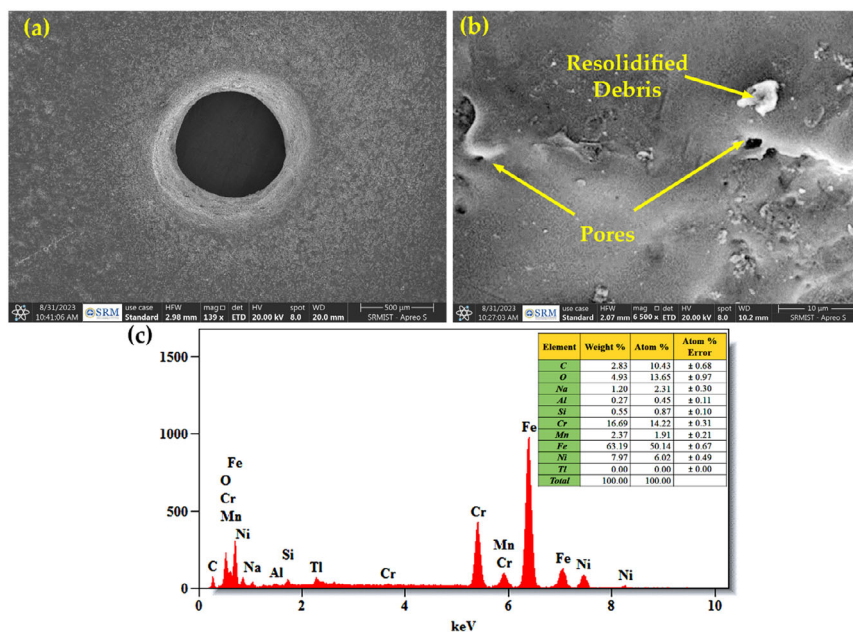 (a)
8/31/2023
10:41:06 AM
SRM
use case
Standard
HFW
2.98 mm
mag
139 x
det
ETD
HV
20.00 kV
spot
8.0
WD
20.0 mm
500 µm
SRMIST - Apreo S
(b)
Resolidified
Debris
Pores
8/31/2023
10:27:03 AM
SRM
use case
Standard
HFW
2.07 mm
mag
6 500 x
det
ETD
HV
20.00 kV
spot
8.0
WD
10.2 mm
10 µm
SRMIST - Apreo S
(c)
1500
1000
500
0
Fe
O
Cr
Mn
Ni
C
Na
Al
Si
Tl
Cr
Cr
Mn
Cr
Fe
Fe
Ni
Ni
0 2 4 6 8 10
keV
Element Weight % Atom % Atom % Error
C 2.83 10.43 ± 0.68
O 4.93 13.65 ± 0.97
Na 1.20 2.31 ± 0.30
Al 0.27 0.45 ± 0.11
Si 0.55 0.87 ± 0.10
Cr 16.69 14.22 ± 0.31
Mn 2.37 1.91 ± 0.21
Fe 63.19 50.14 ± 0.67
Ni 7.97 6.02 ± 0.49
Tl 0.00 0.00 ± 0.00
Total 100.00 100.00